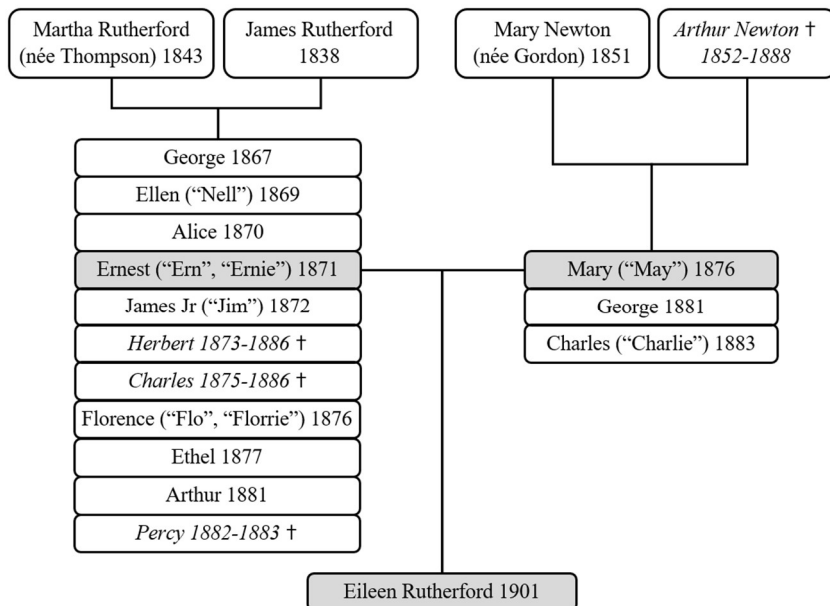 Martha Rutherford
(née Thompson) 1843
James Rutherford
1838
Mary Newton
(née Gordon) 1851
Arthur Newton †
1852-1888
George 1867
Ellen (“Nell”) 1869
Alice 1870
Ernest (“Ern”, “Ernie”) 1871
James Jr (“Jim”) 1872
Herbert 1873-1886 †
Charles 1875-1886 †
Florence (“Flo”, “Florrie”) 1876
Ethel 1877
Arthur 1881
Percy 1882-1883 †
Mary (“May”) 1876
George 1881
Charles (“Charlie”) 1883
Eileen Rutherford 1901